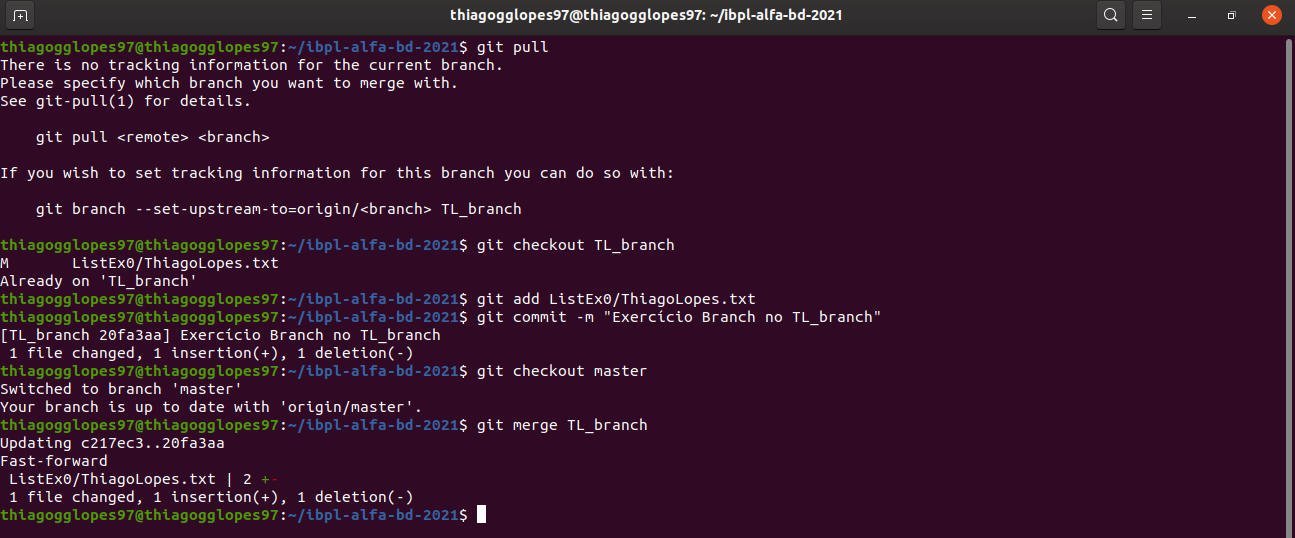 thiagogglopes97@thiagogglopes97: ~/ibpl-alfa-bd-2021
thiagogglopes97@thiagogglopes97:~/ibpl-alfa-bd-2021$ git pull
There is no tracking information for the current branch.
Please specify which branch you want to merge with.
See git-pull(1) for details.
git pull <remote> <branch>
If you wish to set tracking information for this branch you can do so with:
git branch --set-upstream-to=origin/<branch> TL_branch
thiagogglopes97@thiagogglopes97:~/ibpl-alfa-bd-2021$ git checkout TL_branch
M       ListEx0/ThiagoLopes.txt
Already on 'TL_branch'
thiagogglopes97@thiagogglopes97:~/ibpl-alfa-bd-2021$ git add ListEx0/ThiagoLopes.txt
thiagogglopes97@thiagogglopes97:~/ibpl-alfa-bd-2021$ git commit -m "Exercício Branch no TL_branch"
[TL_branch 20fa3aa] Exercício Branch no TL_branch
1 file changed, 1 insertion(+), 1 deletion(-)
thiagogglopes97@thiagogglopes97:~/ibpl-alfa-bd-2021$ git checkout master
Switched to branch 'master'
Your branch is up to date with 'origin/master'.
thiagogglopes97@thiagogglopes97:~/ibpl-alfa-bd-2021$ git merge TL_branch
Updating c217ec3..20fa3aa
Fast-forward
ListEx0/ThiagoLopes.txt | 2 +-
1 file changed, 1 insertion(+), 1 deletion(-)
thiagogglopes97@thiagogglopes97:~/ibpl-alfa-bd-2021$